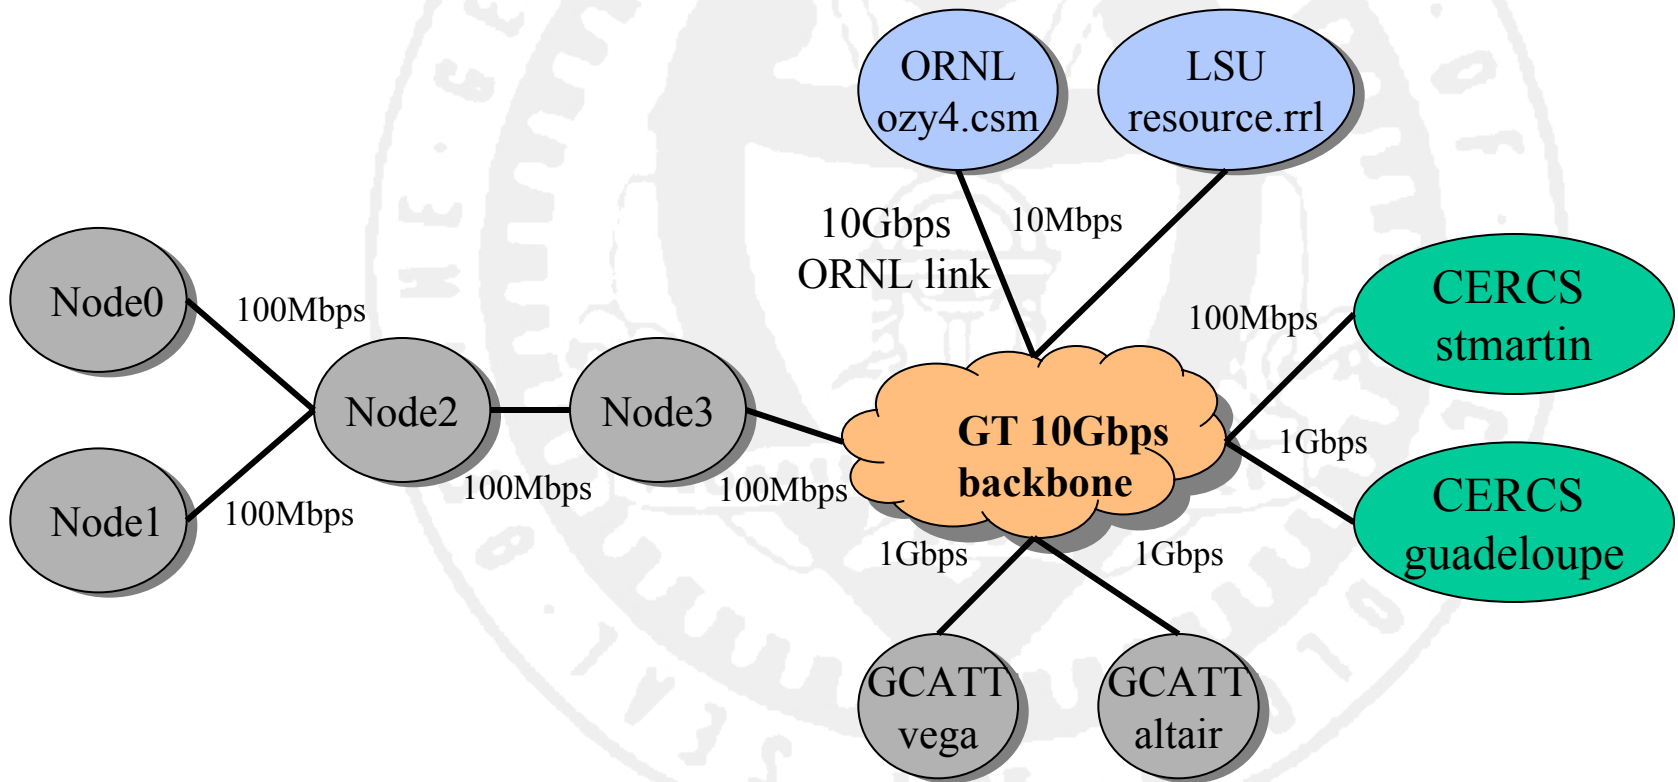 ORNL
ozy4.csm
LSU
resource.rrl
10Gbps
ORNL link
10Mbps
Node0
100Mbps
100Mbps
CERCS
stmartin
Node2
Node3
GT 10Gbps
backbone
1Gbps
Node1
100Mbps
100Mbps
100Mbps
CERCS
guadeloupe
1Gbps
1Gbps
GCATT
vega
GCATT
altair